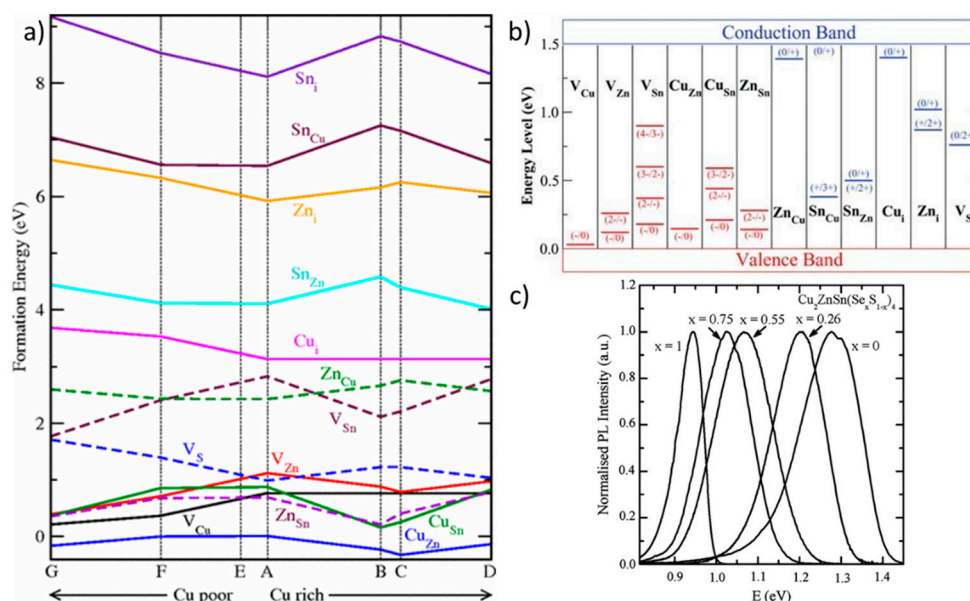 a)
Formation Energy (eV)
8
6
4
2
0
Sn_i
Sn_Cu
Zn_i
Sn_Zn
Cu_i
Zn_Cu
V_Sn
V_S
V_Zn
Zn_Sn
V_Cu
Cu_Sn
Cu_Zn
G F E A B C D
Cu poor Cu rich
b)
Conduction Band
Energy Level (eV)
1.5
1.0
0.5
0.0
V_Cu V_Zn V_Sn Cu_Zn Cu_Sn Zn_Sn
(0/+) (0/+) (0/+)
(4-/3-)
(3-/2-)
(2-/-)
(-/0)
(-/0)
(2-/-)
(-/0)
(-/0)
(3-/2-)
(2-/-)
(-/0)
(2-/-)
(-/0)
(+/3+)
(0/+)
(+/2+)
(0/+)
(+/2+)
(0/2+
Zn_Cu Sn_Cu Sn_Zn Cu_i Zn_i V_S
Valence Band
c)
Cu₂ZnSn(Se_xS_1-x)₄
Normalised PL Intensity (a.u.)
1.2
1.0
0.8
0.6
0.4
0.2
0.0
x = 1
x = 0.75
x = 0.55
x = 0.26
x=0
0.9 1.0 1.1 1.2 1.3 1.4
E (eV)